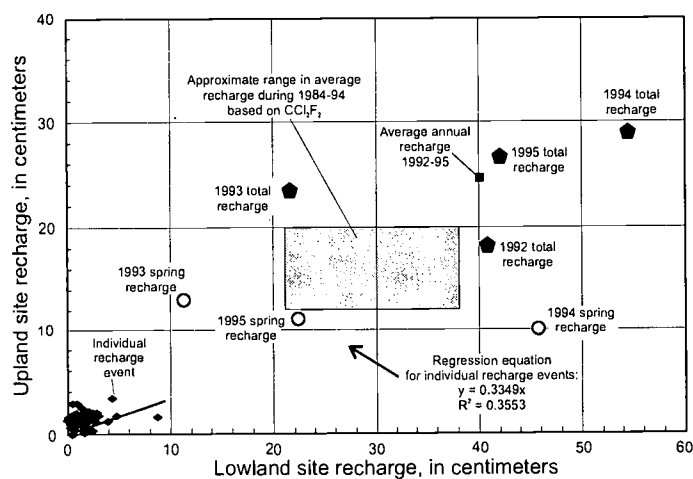 40
30
20
10
0
0
10
20
30
40
50
60
Upland site recharge, in centimeters
Lowland site recharge, in centimeters
Approximate range in average
recharge during 1984-94
based on CCl₂F₂
1994 total
recharge
Average annual
recharge
1992-95
1995 total
recharge
1993 total
recharge
1992 total
recharge
1993 spring
recharge
1995 spring
recharge
1994 spring
recharge
Individual
recharge
event
Regression equation
for individual recharge events:
y = 0.3349x
R² = 0.3553